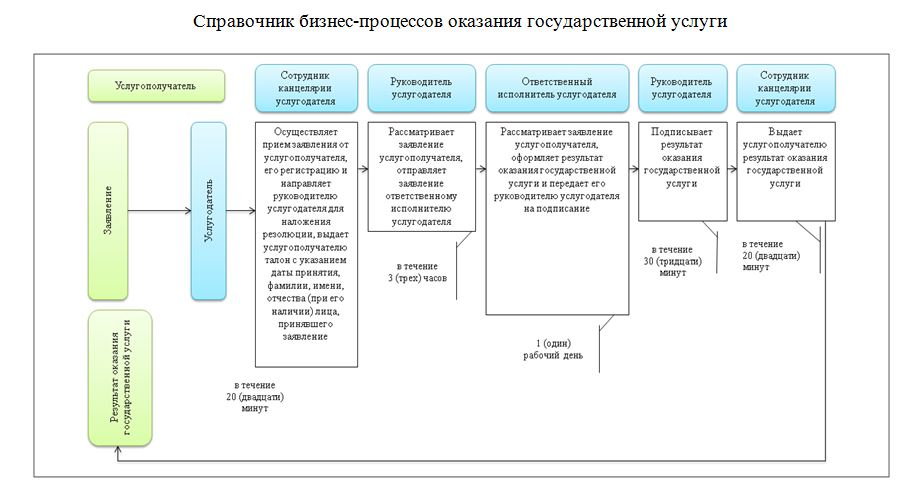 Справочник бизнес-процессов оказания государственной услуги
Услугополучатель
Сотрудник
канцелярии
услугодателя
Руководитель
услугодателя
Ответственный
исполнитель услугодателя
Руководитель
услугодателя
Сотрудник
канцелярии
услугодателя
Заявление
Услугодатель
Осуществляет
прием заявления от
услугополучателя,
его регистрацию и
направляет
руководителю
услугодателя для
наложения
резолюции, выдает
услугополучателю
талон с указанием
даты принятия,
фамилии, имени,
отчества (при его
наличии) лица,
принявшего
заявление
Рассматривает
заявление
услугополучателя,
отправляет
заявление
ответственному
исполнителю
услугодателя
Рассматривает заявление
услугополучателя,
оформляет результат
оказания государственной
услуги и передает его
руководителю услугодателя
на подписание
Подписывает
результат
оказания
государственной
услуги
Выдает
услугополучателю
результат оказания
государственной
услуги
в течение
3 (трех) часов
в течение
30 (тридцати)
минут
в течение
20 (двадцати)
минут
1 (один)
рабочий день
в течение
20 (двадцати)
минут
Результат оказания
государственной услуги